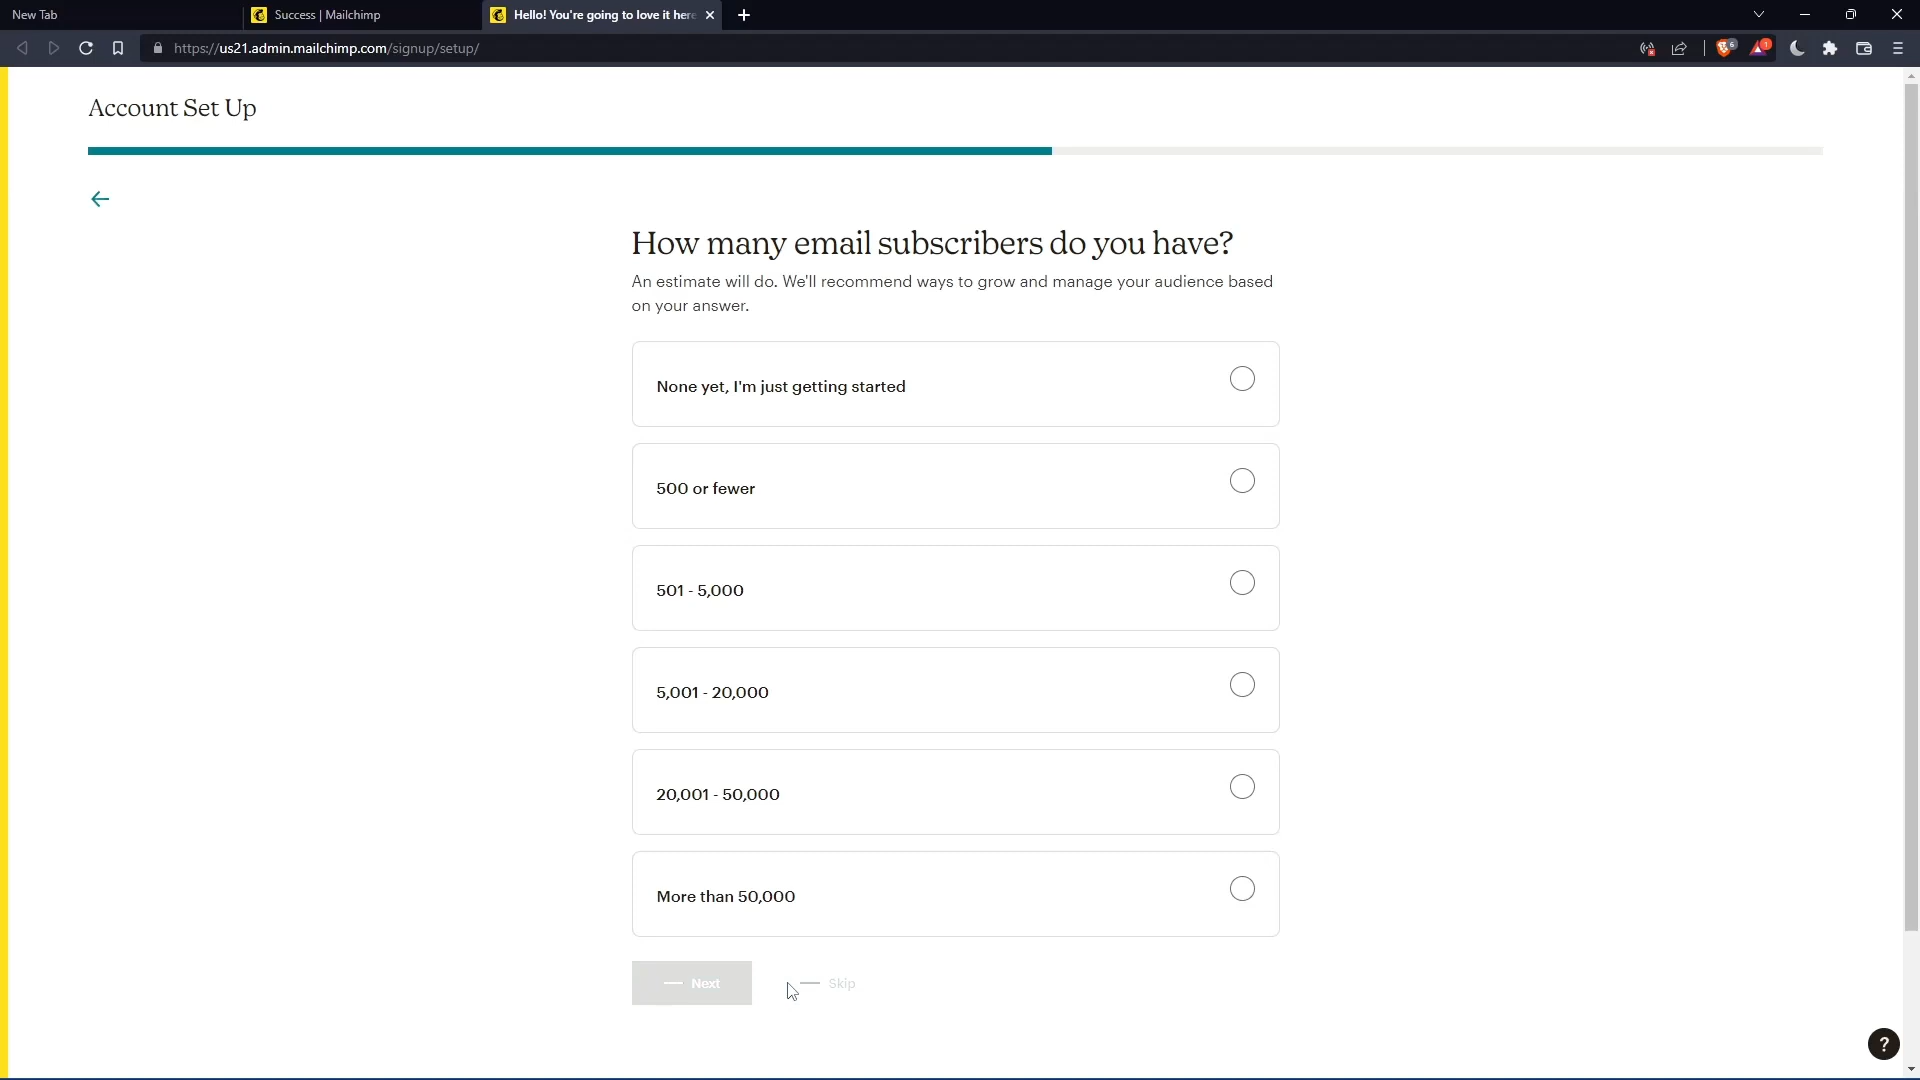 New Tab
Success | Mailchimp
Hello! You're going to love it here
https://us21.admin.mailchimp.com/signup/setup/
6
1
Account Set Up
How many email subscribers do you have?
An estimate will do. We'll recommend ways to grow and manage your audience based
on your answer.
None yet, I'm just getting started
500 or fewer
501 - 5,000
5,001 - 20,000
20,001 - 50,000
More than 50,000
Next
Skip
?